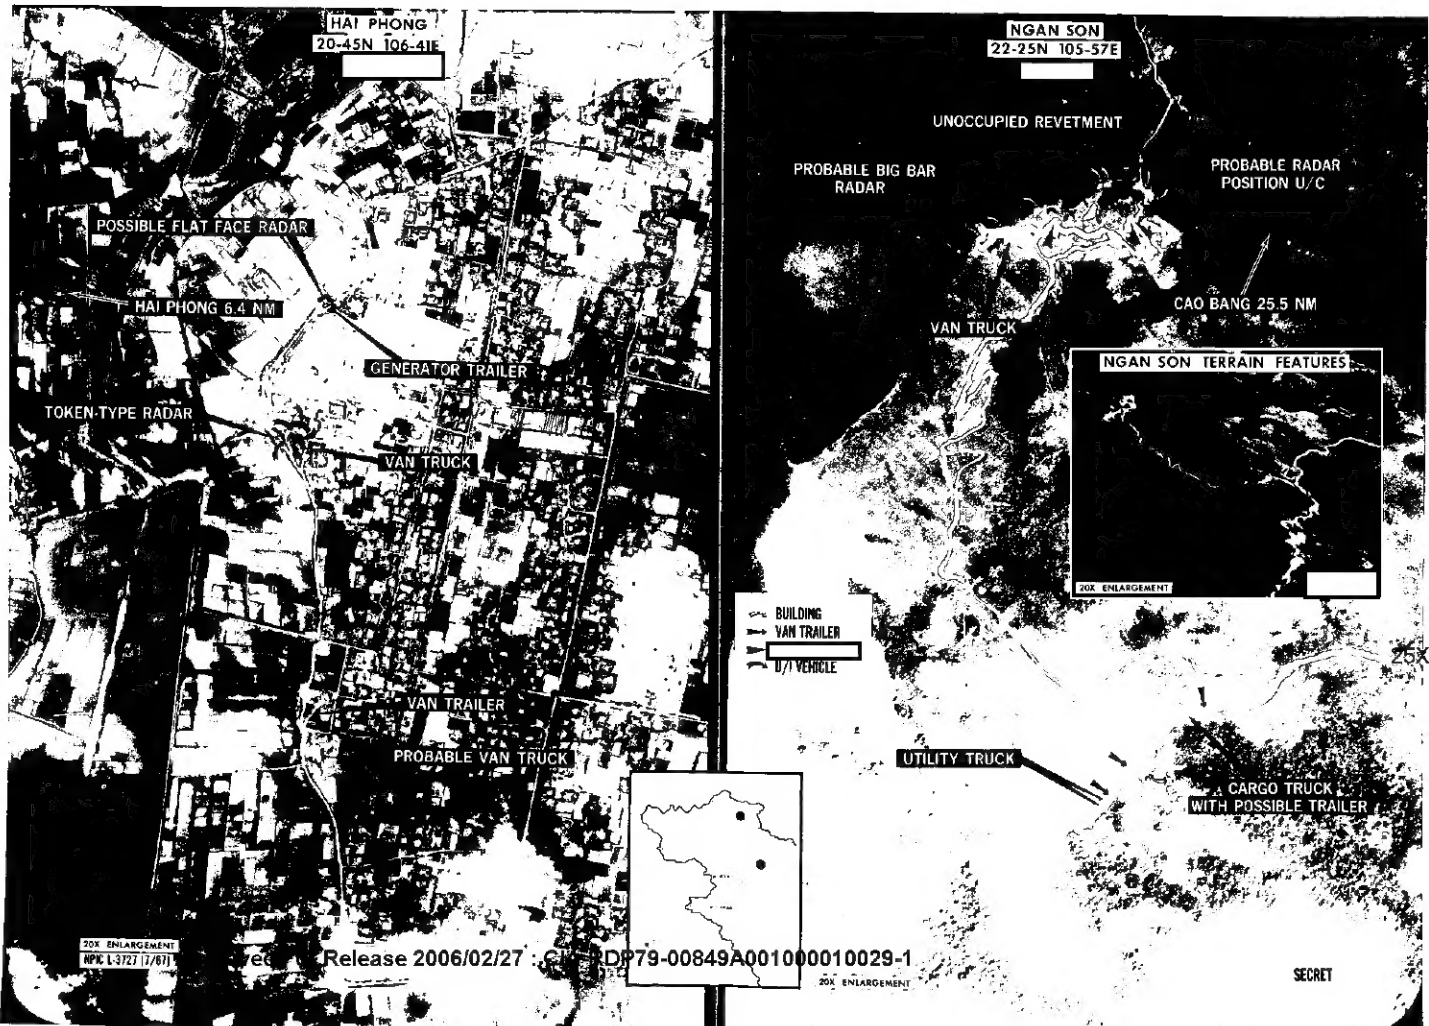 HAI PHONG
20-45N 106-41E
POSSIBLE FLAT FACE RADAR
HAI PHONG 6.4 NM
GENERATOR TRAILER
TOKEN-TYPE RADAR
VAN TRUCK
VAN TRAILER
PROBABLE VAN TRUCK
20X ENLARGEMENT
NPIC L-3727 (7/67)
NGAN SON
22-25N 105-57E
UNOCCUPIED REVETMENT
PROBABLE BIG BAR
RADAR
PROBABLE RADAR
POSITION U/C
CAO BANG 25.5 NM
VAN TRUCK
NGAN SON TERRAIN FEATURES
20X ENLARGEMENT
BUILDING
VAN TRAILER
U/I VEHICLE
25X
UTILITY TRUCK
CARGO TRUCK
WITH POSSIBLE TRAILER
Release 2006/02/27 : RDP79-00849A001000010029-1
20X ENLARGEMENT
SECRET